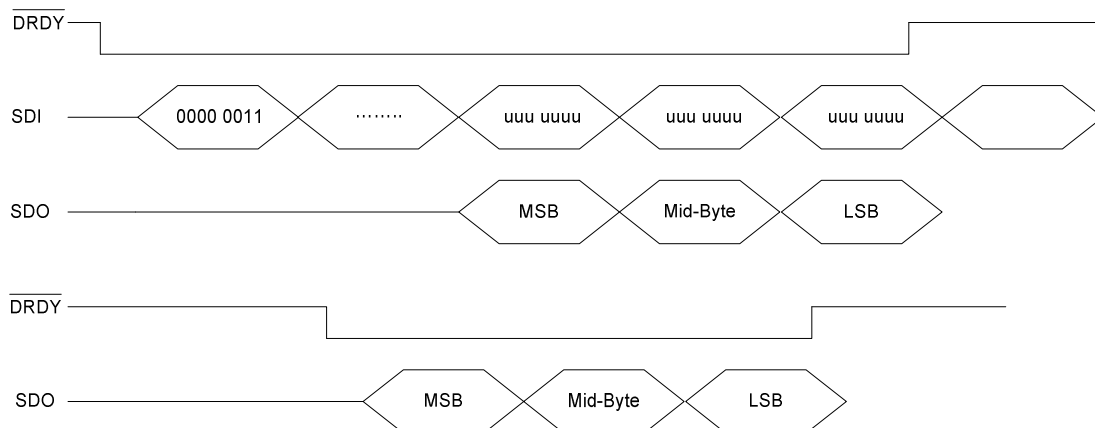 DRDY
SDI 0000 0011 ........ uuu uuuu uuu uuuu uuu uuuu
SDO MSB Mid-Byte LSB
DRDY
SDO MSB Mid-Byte LSB